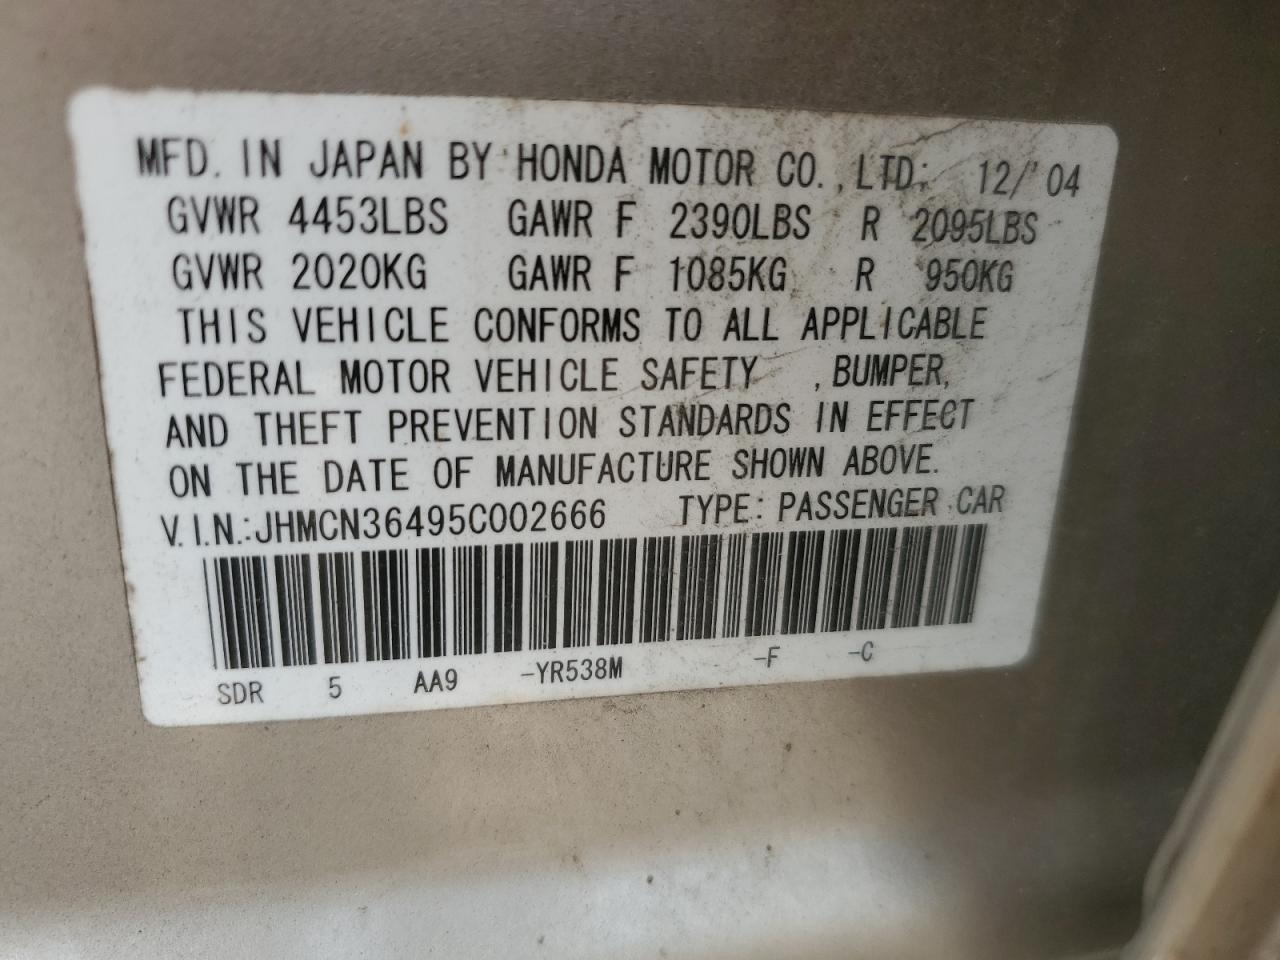 MFD. IN JAPAN BY HONDA MOTOR CO., LTD. 12/'04
GVWR 4453LBS GAWR F 2390LBS R 2095LBS
GVWR 2020KG GAWR F 1085KG R 950KG
THIS VEHICLE CONFORMS TO ALL APPLICABLE
FEDERAL MOTOR VEHICLE SAFETY , BUMPER,
AND THEFT PREVENTION STANDARDS IN EFFECT
ON THE DATE OF MANUFACTURE SHOWN ABOVE.
V.I.N.:JHMCN36495C002666 TYPE: PASSENGER CAR
SDR 5 AA9 -YR538M -F -C